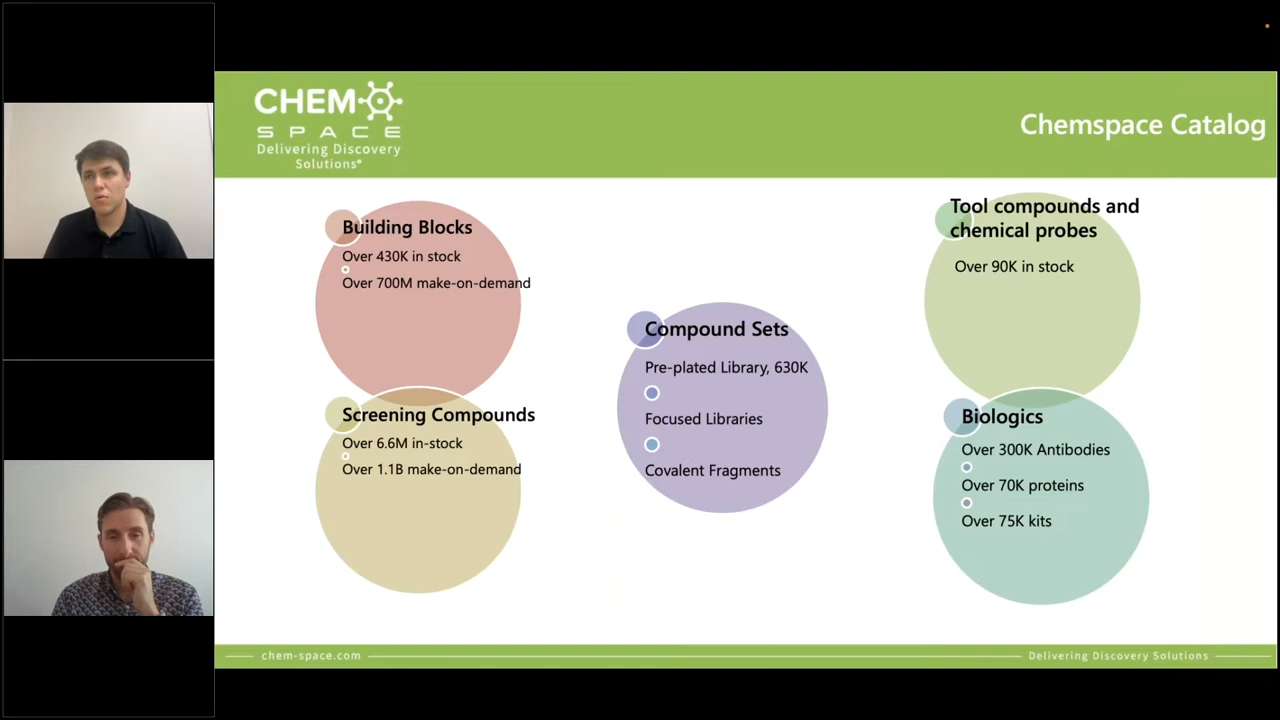 CHEM
SPACE
Delivering Discovery
Solutions®
Chemspace Catalog
Building Blocks
Over 430K in stock
Over 700M make-on-demand
Screening Compounds
Over 6.6M in-stock
Over 1.1B make-on-demand
Compound Sets
Pre-plated Library, 630K
Focused Libraries
Covalent Fragments
Tool compounds and
chemical probes
Over 90K in stock
Biologics
Over 300K Antibodies
Over 70K proteins
Over 75K kits
chem-space.com
Delivering Discovery Solutions